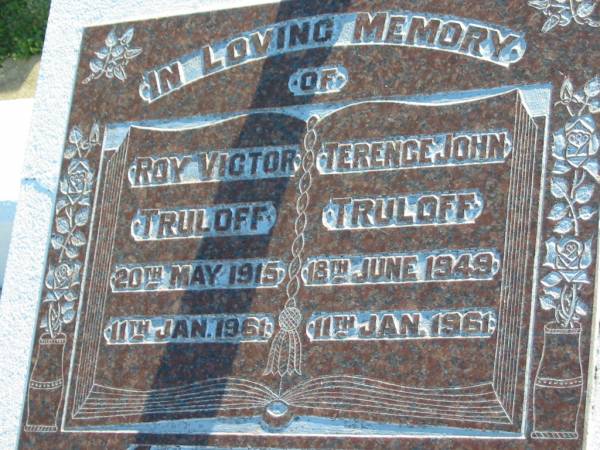 IN LOVING MEMORY
OF
ROY VICTOR
TRULOFF
20TH MAY 1915
11TH JAN. 1961
TERENCE JOHN
TRULOFF
18TH JUNE 1949
11TH JAN. 1961